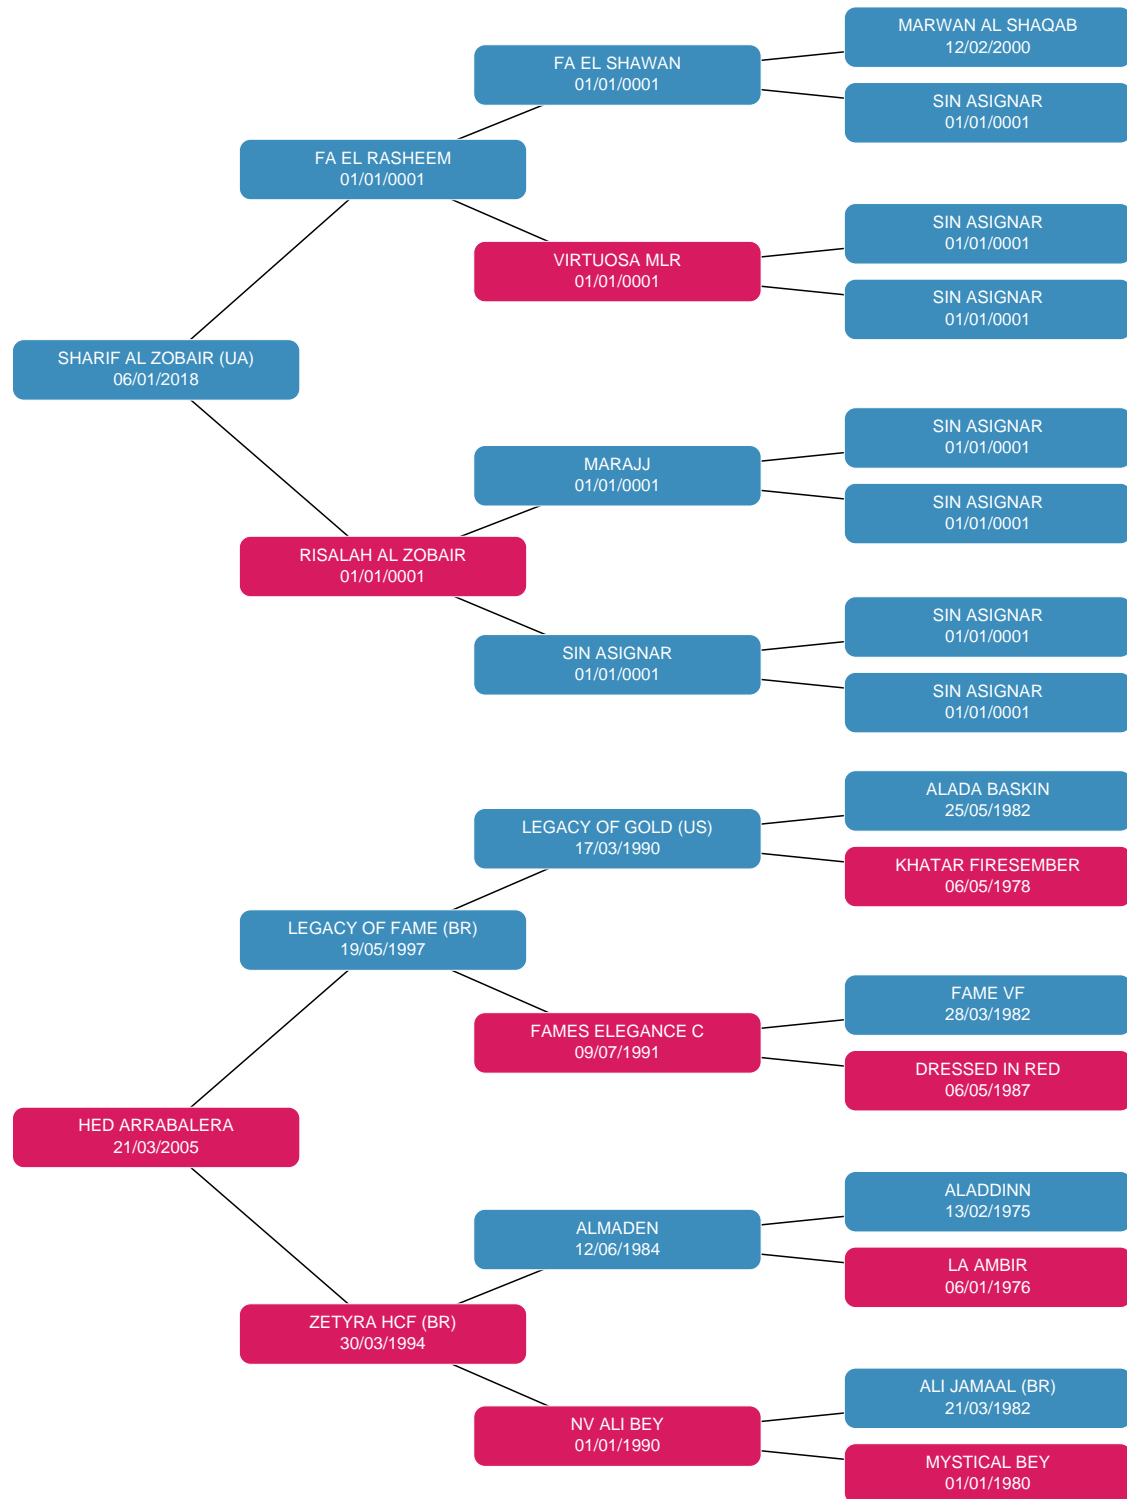 MARWAN AL SHAQAB
12/02/2000
FA EL SHAWAN
01/01/0001
SIN ASIGNAR
01/01/0001
FA EL RASHEEM
01/01/0001
SIN ASIGNAR
01/01/0001
VIRTUOSA MLR
01/01/0001
SIN ASIGNAR
01/01/0001
SHARIF AL ZOBAIR (UA)
06/01/2018
SIN ASIGNAR
01/01/0001
MARAJJ
01/01/0001
SIN ASIGNAR
01/01/0001
RISALAH AL ZOBAIR
01/01/0001
SIN ASIGNAR
01/01/0001
SIN ASIGNAR
01/01/0001
SIN ASIGNAR
01/01/0001
ALADA BASKIN
25/05/1982
LEGACY OF GOLD (US)
17/03/1990
KHATAR FIRESEMBER
06/05/1978
LEGACY OF FAME (BR)
19/05/1997
FAME VF
28/03/1982
FAMES ELEGANCE C
09/07/1991
DRESSED IN RED
06/05/1987
HED ARRABALERA
21/03/2005
ALADDINN
13/02/1975
ALMADEN
12/06/1984
LA AMBIR
06/01/1976
ZETYRA HCF (BR)
30/03/1994
ALI JAMAAL (BR)
21/03/1982
NV ALI BEY
01/01/1990
MYSTICAL BEY
01/01/1980